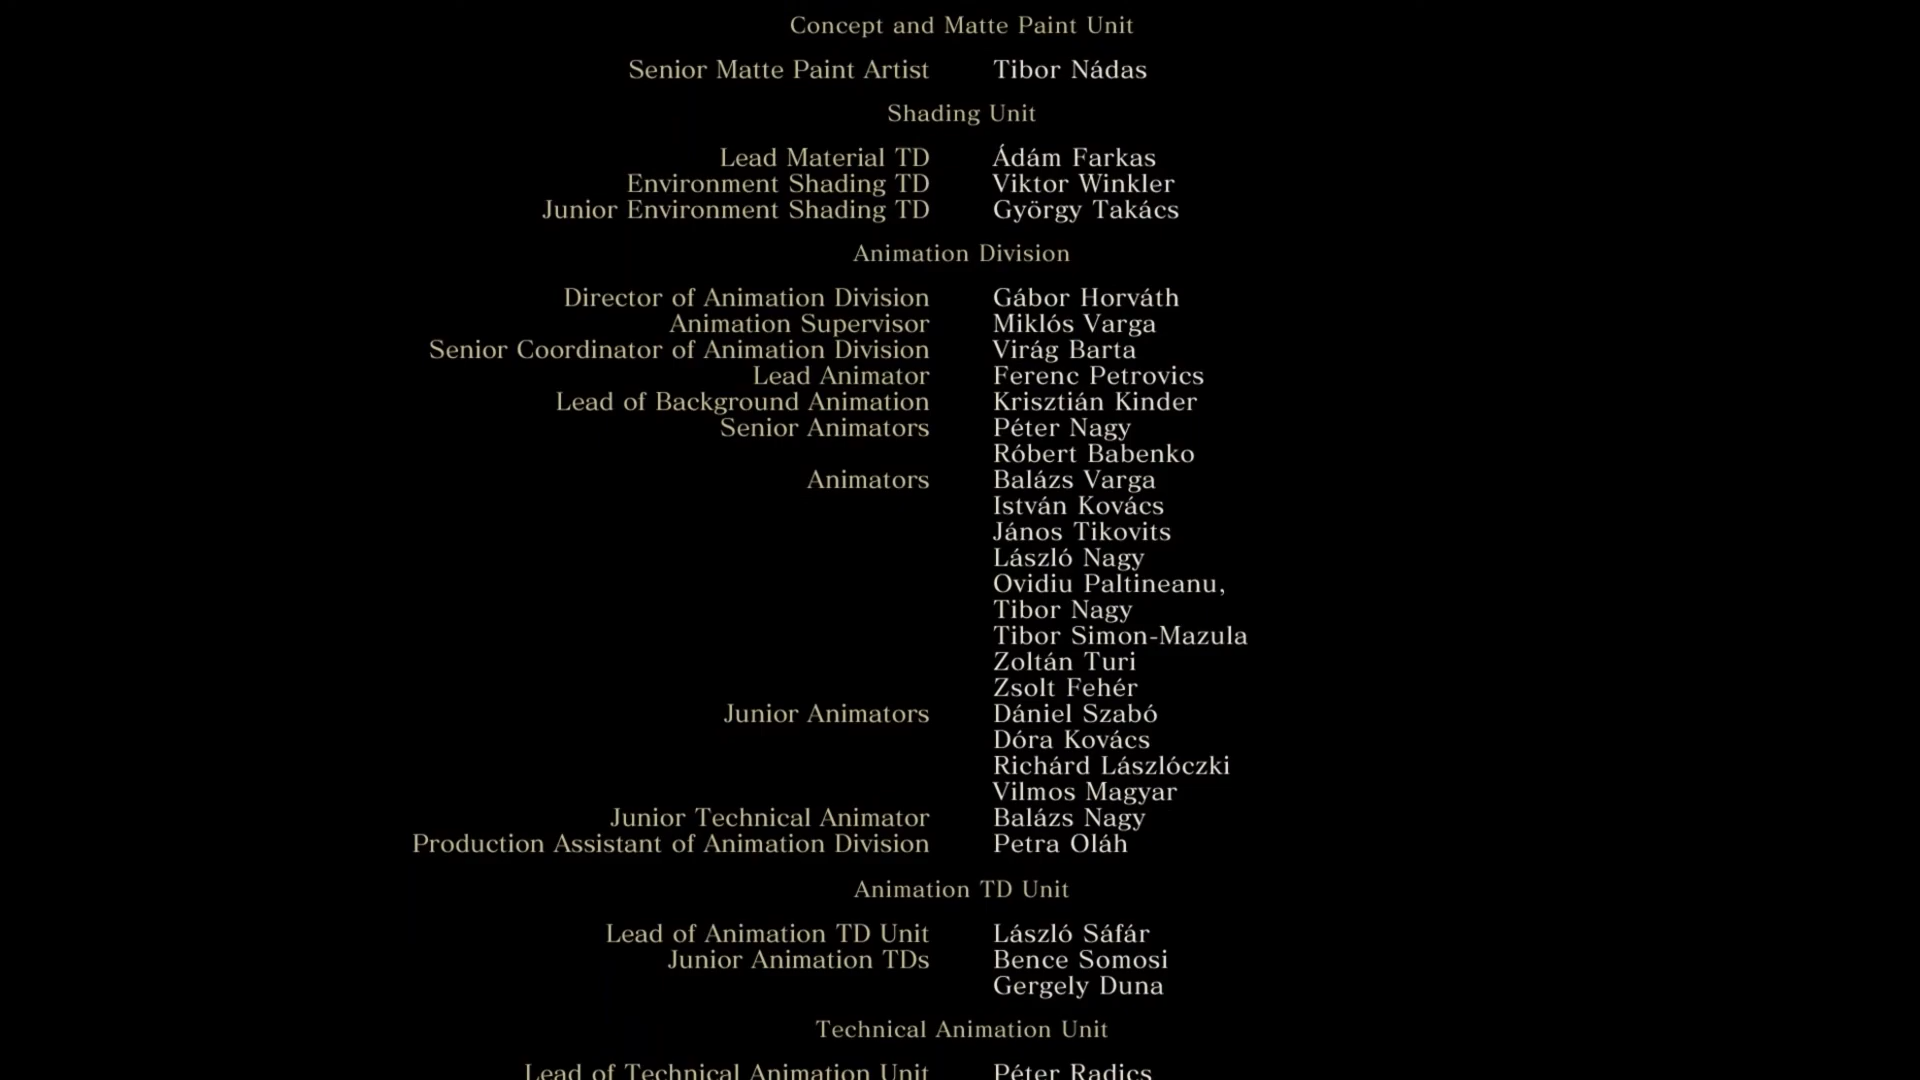 Concept and Matte Paint Unit
Senior Matte Paint Artist Tibor Nádas
Shading Unit
Lead Material TD Ádám Farkas
Environment Shading TD Viktor Winkler
Junior Environment Shading TD György Takács
Animation Division
Director of Animation Division Gábor Horváth
Animation Supervisor Miklós Varga
Senior Coordinator of Animation Division Virág Barta
Lead Animator Ferenc Petrovics
Lead of Background Animation Krisztián Kinder
Senior Animators Péter Nagy
Róbert Babenko
Animators Balázs Varga
István Kovács
János Tikovits
László Nagy
Ovidiu Paltineanu,
Tibor Nagy
Tibor Simon-Mazula
Zoltán Turi
Zsolt Fehér
Junior Animators Dániel Szabó
Dóra Kovács
Richárd Lászlóczki
Vilmos Magyar
Junior Technical Animator Balázs Nagy
Production Assistant of Animation Division Petra Oláh
Animation TD Unit
Lead of Animation TD Unit László Sáfár
Junior Animation TDs Bence Somosi
Gergely Duna
Technical Animation Unit
Lead of Technical Animation Unit Péter Radics